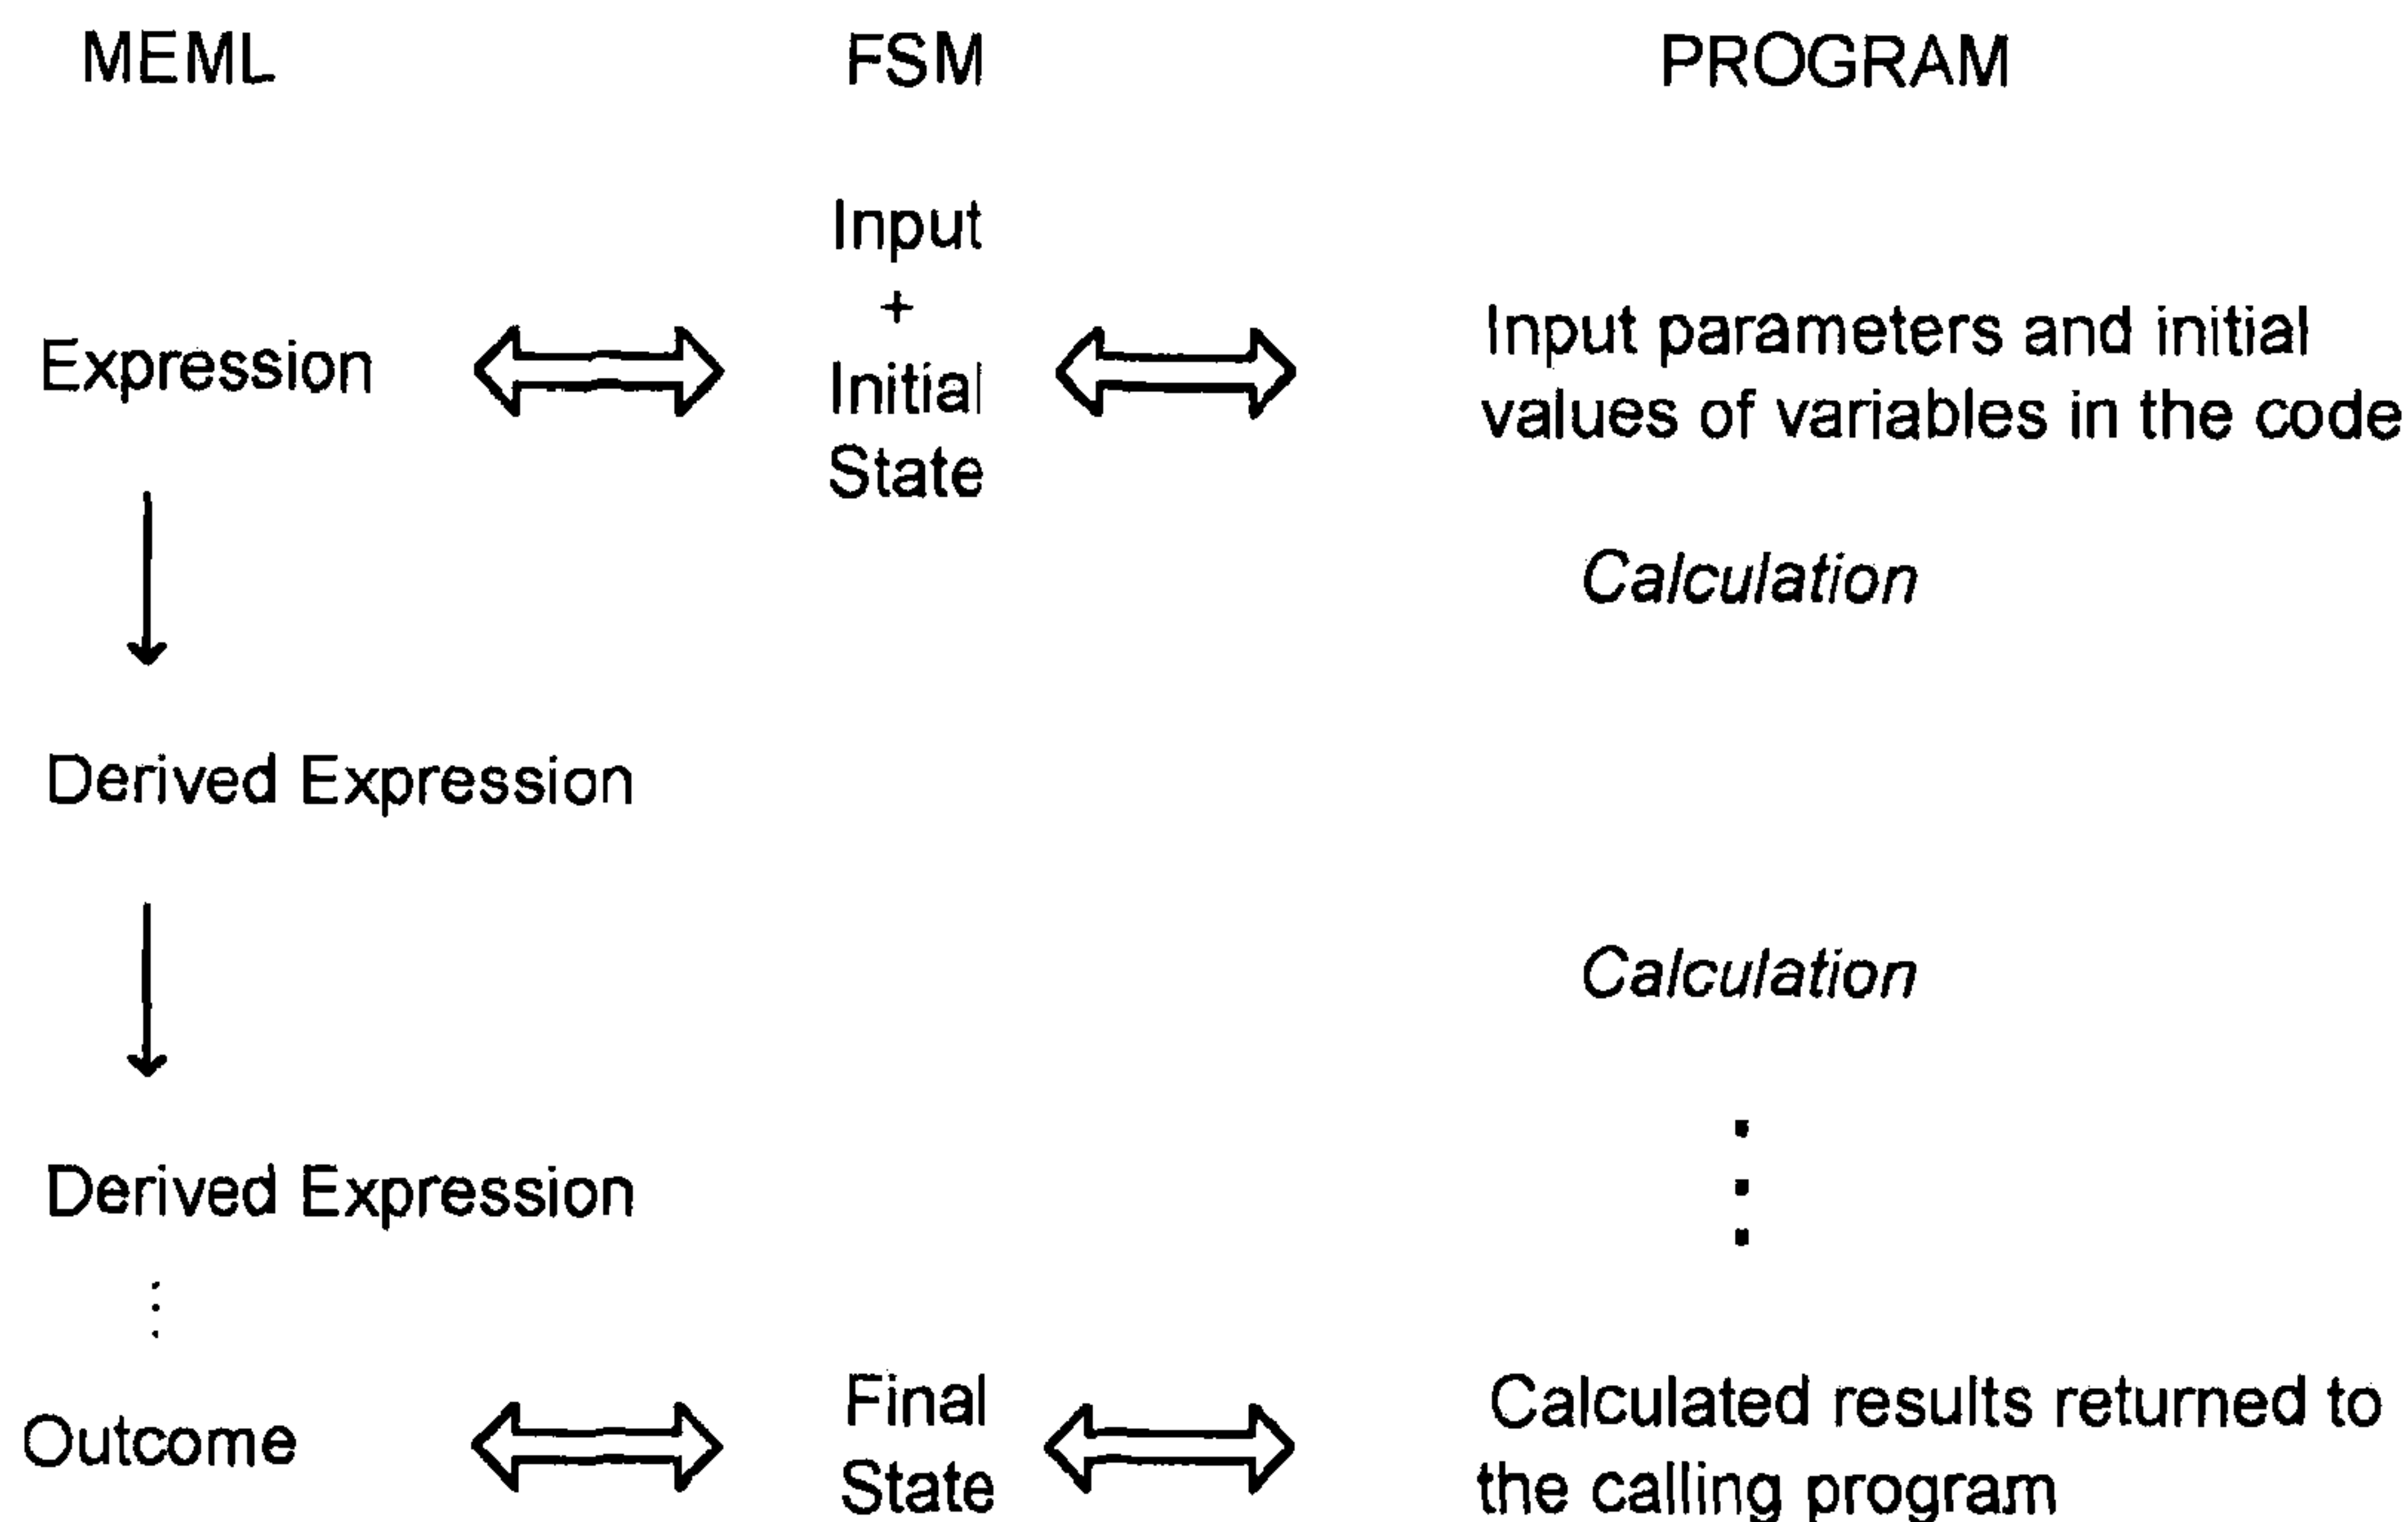 MEML FSM PROGRAM
Input
+
Expression
Initial
State
Input parameters and initial
values of variables in the code
Calculation
Derived Expression
Calculation
Derived Expression
Outcome
Final
State
Calculated results returned to
the calling program